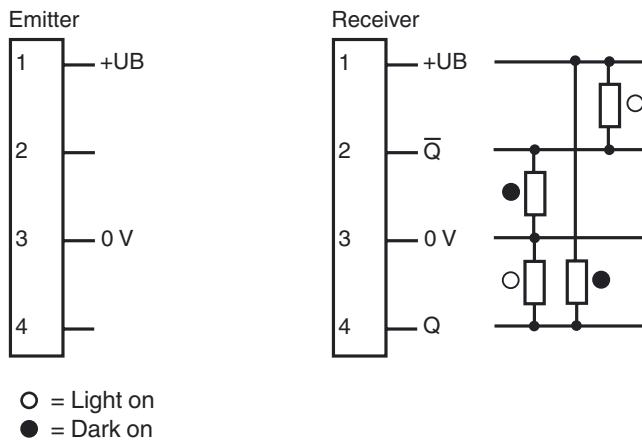 Emitter
1 +UB
2
3 0 V
4
Receiver
1 +UB
2 Q̅
3 0 V
4 Q
○ = Light on
● = Dark on